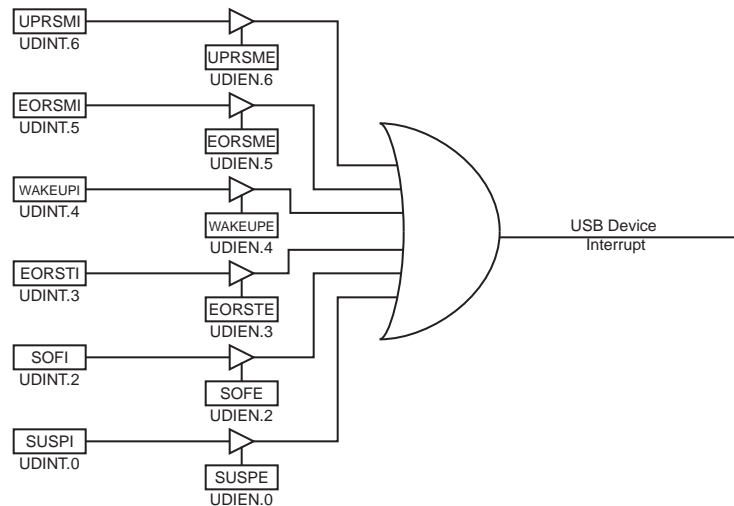 UPRSMI
UDINT.6
UPRSME
UDIEN.6
EORSMI
UDINT.5
EORSME
UDIEN.5
WAKEUPI
UDINT.4
WAKEUPE
UDIEN.4
EORSTI
UDINT.3
EORSTE
UDIEN.3
SOFI
UDINT.2
SOFE
UDIEN.2
SUSPI
UDINT.0
SUSPE
UDIEN.0
USB Device
Interrupt